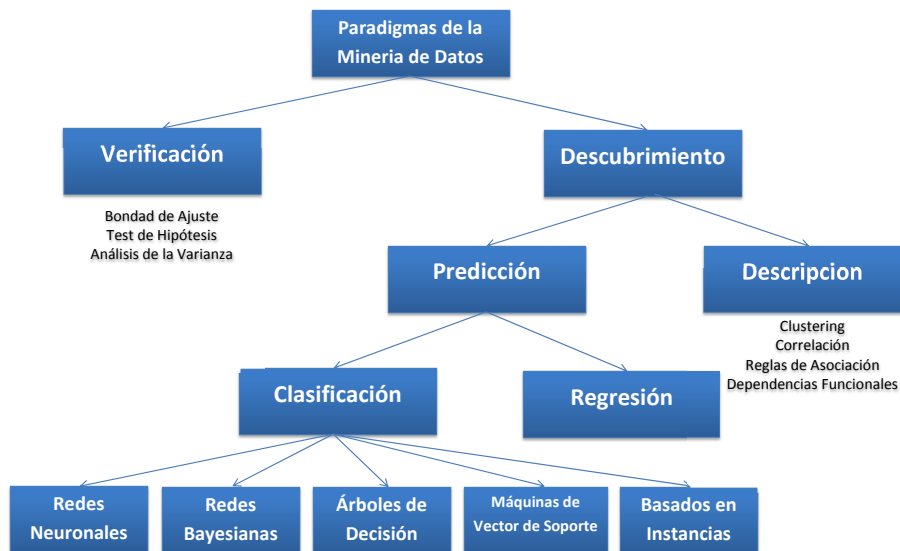 Paradigmas de la
Mineria de Datos
Verificación
Descubrimiento
Bondad de Ajuste
Test de Hipótesis
Análisis de la Varianza
Predicción
Descripcion
Clustering
Correlación
Reglas de Asociación
Dependencias Funcionales
Clasificación
Regresión
Redes
Neuronales
Redes
Bayesianas
Árboles de
Decisión
Máquinas de
Vector de Soporte
Basados en
Instancias